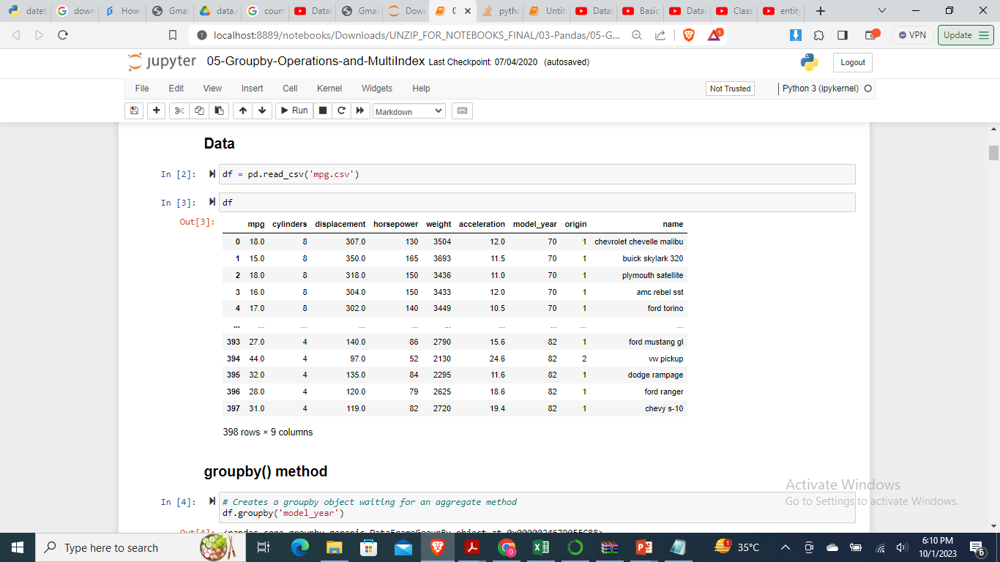 datet
down
How
Gmai
data.
coun
Datal
Gmai
Down
pytho
Untitl
Datal
Basic
Datal
Class
entity
localhost:8889/notebooks/Downloads/UNZIP_FOR_NOTEBOOKS_FINAL/03-Pandas/05-G...
1
VPN
Update
jupyter 05-Groupby-Operations-and-MultiIndex Last Checkpoint: 07/04/2020 (autosaved)
Logout
File Edit View Insert Cell Kernel Widgets Help
Not Trusted
Python 3 (ipykernel)
Run
Markdown
Data
In [2]: df = pd.read_csv('mpg.csv')
In [3]: df
Out[3]:
mpg cylinders displacement horsepower weight acceleration model_year origin name
0 18.0 8 307.0 130 3504 12.0 70 1 chevrolet chevelle malibu
1 15.0 8 350.0 165 3693 11.5 70 1 buick skylark 320
2 18.0 8 318.0 150 3436 11.0 70 1 plymouth satellite
3 16.0 8 304.0 150 3433 12.0 70 1 amc rebel sst
4 17.0 8 302.0 140 3449 10.5 70 1 ford torino
... ... ... ... ... ... ... ... ... ...
393 27.0 4 140.0 86 2790 15.6 82 1 ford mustang gl
394 44.0 4 97.0 52 2130 24.6 82 2 vw pickup
395 32.0 4 135.0 84 2295 11.6 82 1 dodge rampage
396 28.0 4 120.0 79 2625 18.6 82 1 ford ranger
397 31.0 4 119.0 82 2720 19.4 82 1 chevy s-10
398 rows × 9 columns
groupby() method
In [4]: # Creates a groupby object waiting for an aggregate method
df.groupby('model_year')
Activate Windows
Go to Settings to activate Windows.
Type here to search
35°C
6:10 PM
10/1/2023
6